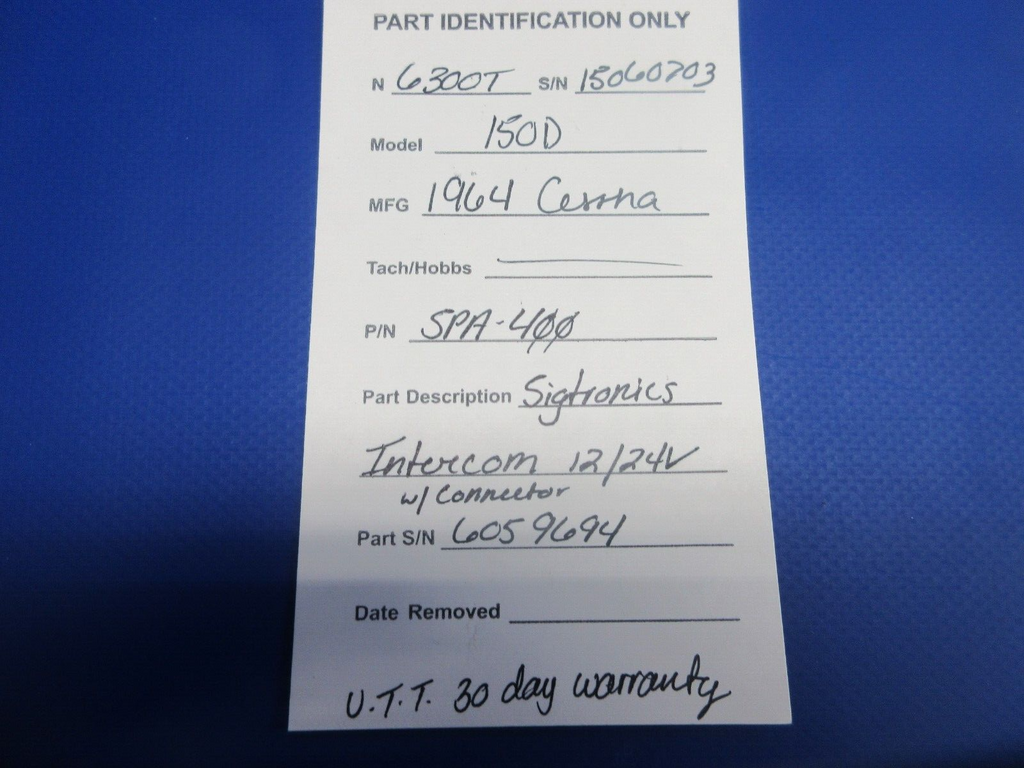 PART IDENTIFICATION ONLY
N 6300T S/N 15060703
Model 150D
MFG 1964 Cessna
Tach/Hobbs
P/N SPA-400
Part Description Sigtronics
Intercom 12/24V
w/ Connector
Part S/N 6059694
Date Removed
U.T.T. 30 day warranty